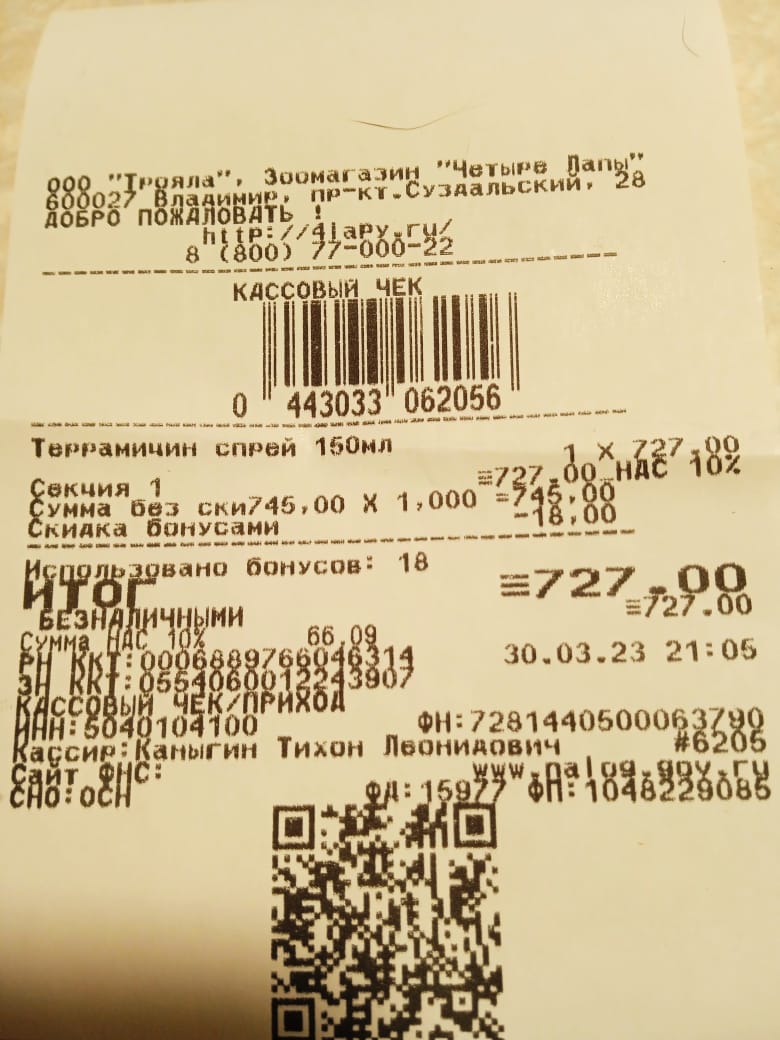 ООО "Трояла", Зоомагазин "Четыре Лапы"
600027 Владимир, пр-кт.Суздальский, 28
ДОБРО ПОЖАЛОВАТЬ !
http://4lapy.ru/
8 (800) 77-000-22
КАССОВЫЙ ЧЕК
0 443033 062056
Террамичин спрей 150мл
1 X 727.00
≡727.00 НДС 10%
Секция 1
Сумма без ски745,00 X 1,000 =745,00
Скидка бонусами -18,00
Использовано бонусов: 18
ИТОГ ≡727.00
БЕЗНАЛИЧНЫМИ ≡727.00
Сумма НДС 10% 66.09
РН ККТ:0006889766046314 30.03.23 21:05
ЗН ККТ:0554060012243907
КАССОВЫЙ ЧЕК/ПРИХОД
ИНН:5040104100 ФН:7281440500063790
Кассир:Каныгин Тихон Леонидович #6205
Сайт ФНС: www.nalog.gov.ru
СНО:ОСН ФД:15977 ФП:1048229085